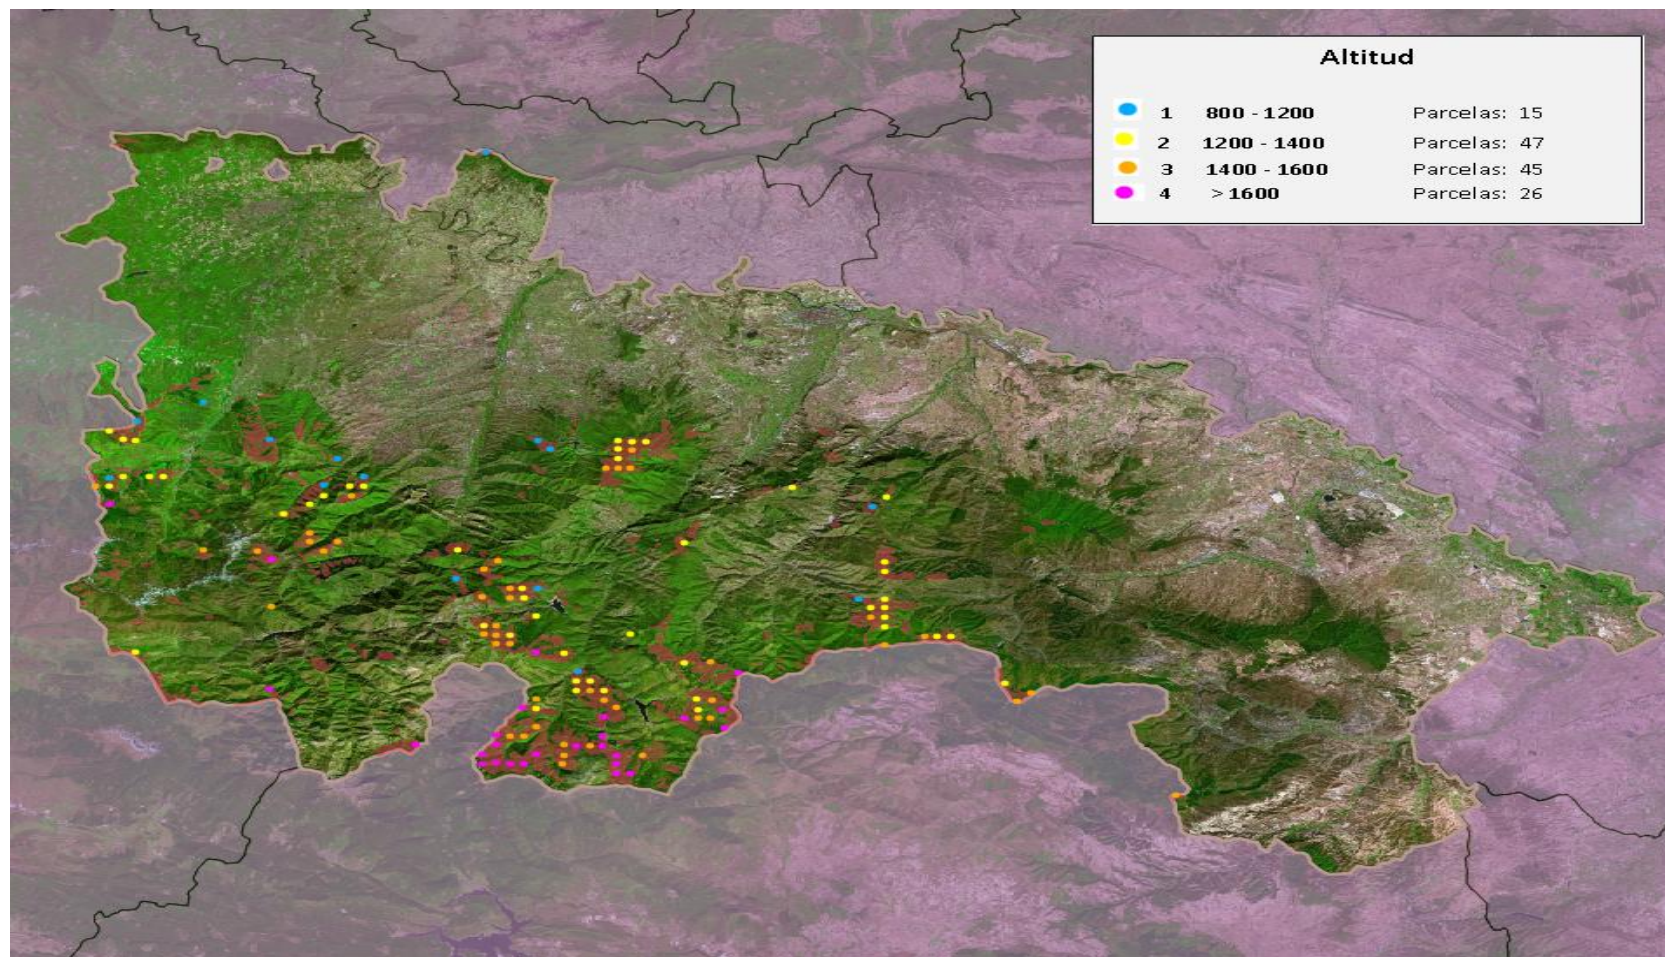 Altitud
1 800 - 1200 Parcelas: 15
2 1200 - 1400 Parcelas: 47
3 1400 - 1600 Parcelas: 45
4 > 1600 Parcelas: 26